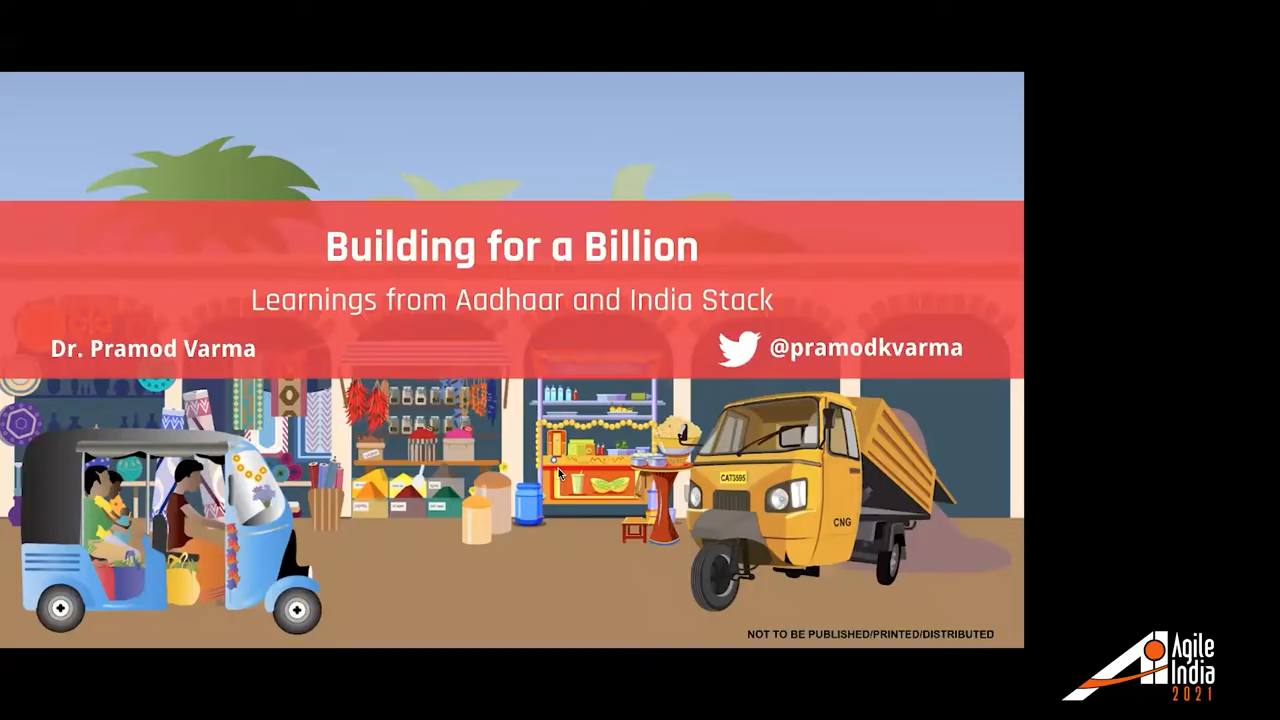 Building for a Billion
Learnings from Aadhaar and India Stack
Dr. Pramod Varma
@pramodkvarma
CAT3595
CNG
NOT TO BE PUBLISHED/PRINTED/DISTRIBUTED
Agile
India
2021